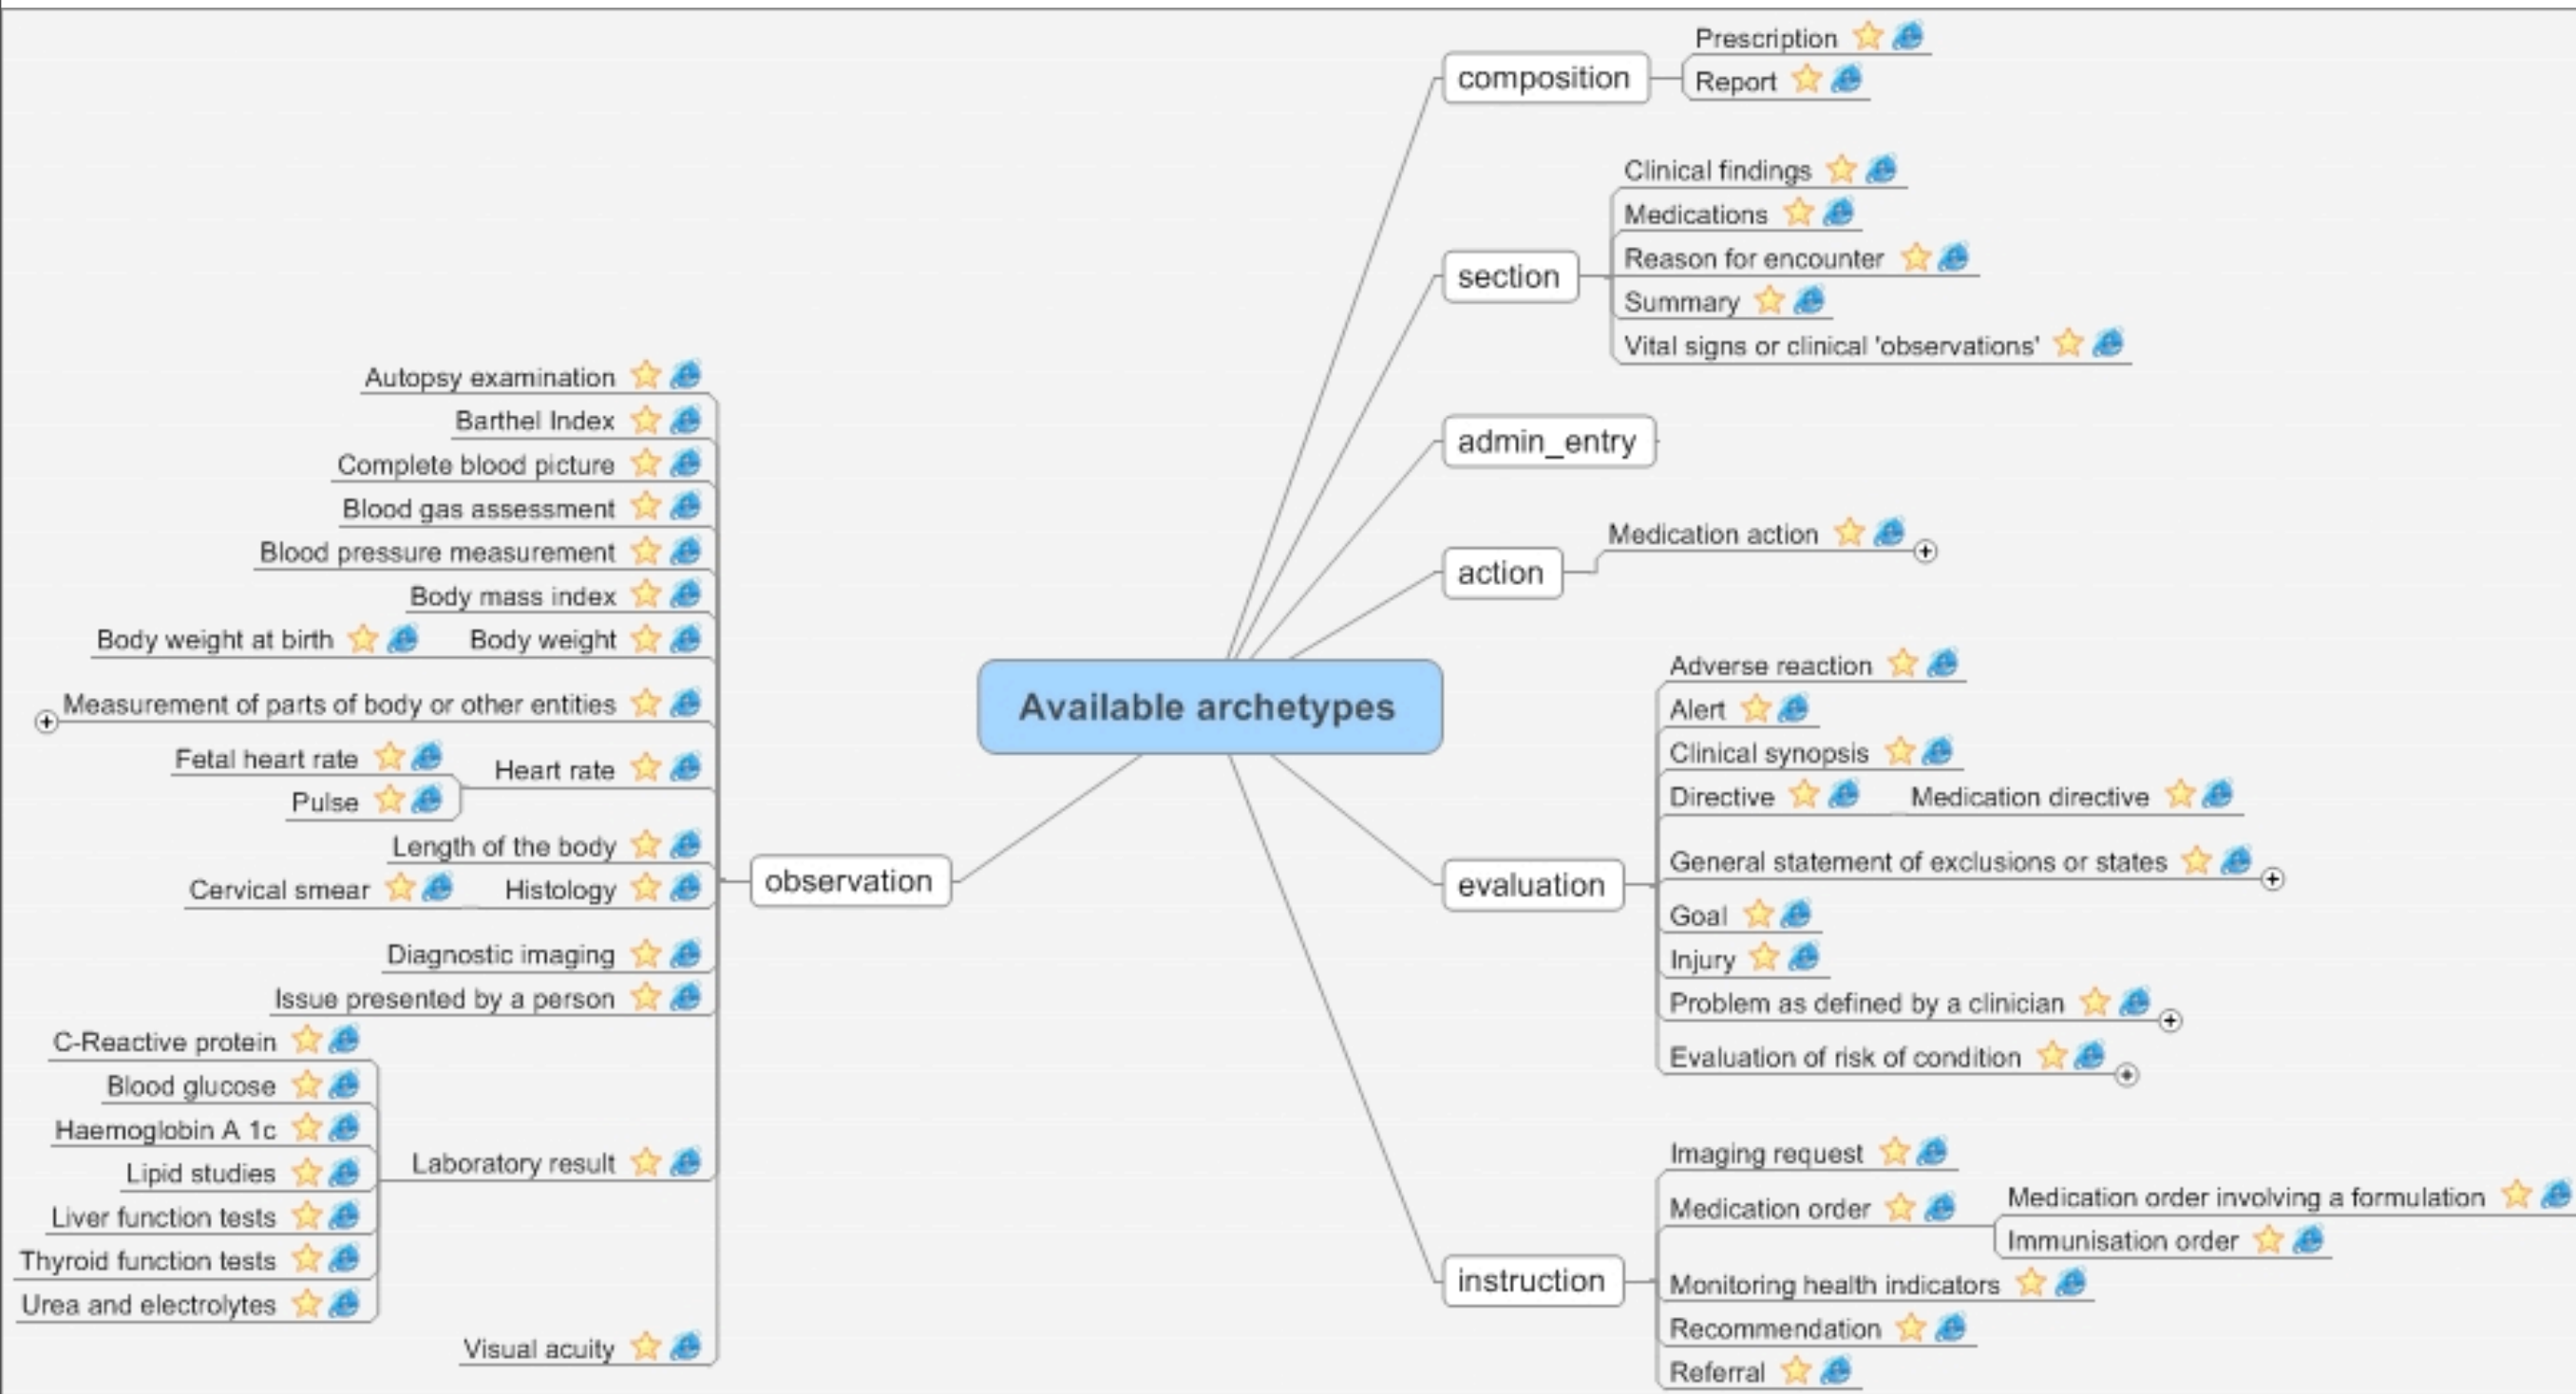 Available archetypes
composition
Prescription
Report
section
Clinical findings
Medications
Reason for encounter
Summary
Vital signs or clinical 'observations'
admin_entry
action
Medication action
evaluation
Adverse reaction
Alert
Clinical synopsis
Directive
Medication directive
General statement of exclusions or states
Goal
Injury
Problem as defined by a clinician
Evaluation of risk of condition
instruction
Imaging request
Medication order
Medication order involving a formulation
Immunisation order
Monitoring health indicators
Recommendation
Referral
observation
Autopsy examination
Barthel Index
Complete blood picture
Blood gas assessment
Blood pressure measurement
Body mass index
Body weight
Body weight at birth
Measurement of parts of body or other entities
Heart rate
Fetal heart rate
Pulse
Length of the body
Histology
Cervical smear
Diagnostic imaging
Issue presented by a person
Laboratory result
C-Reactive protein
Blood glucose
Haemoglobin A 1c
Lipid studies
Liver function tests
Thyroid function tests
Urea and electrolytes
Visual acuity